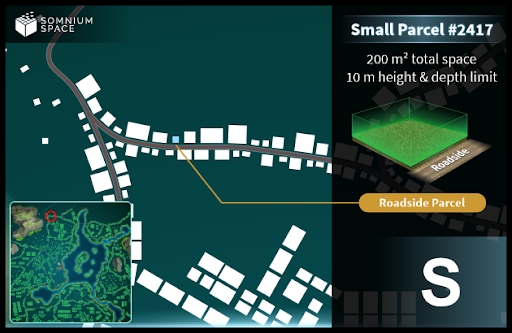 SOMNIUM
SPACE
Small Parcel #2417
200 m² total space
10 m height & depth limit
Roadside
Roadside Parcel
S